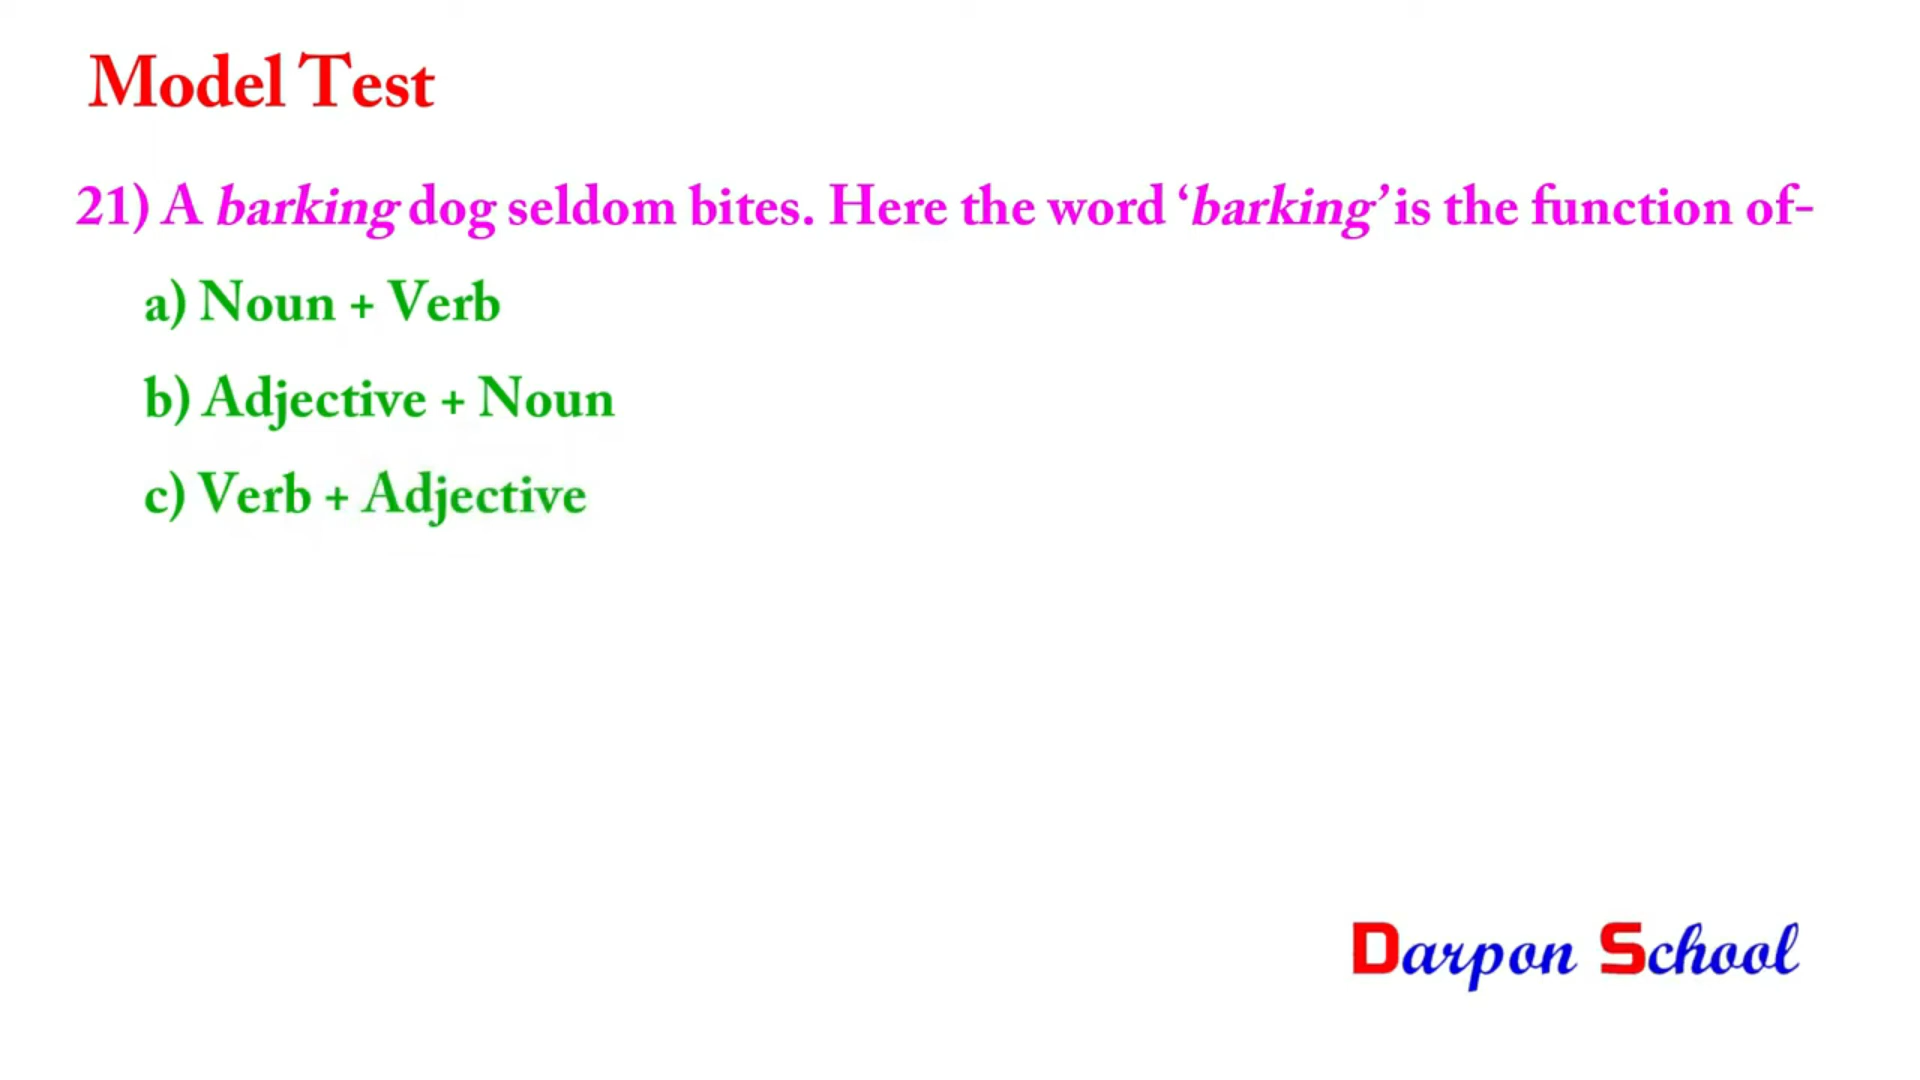 Model Test
21) A barking dog seldom bites. Here the word ‘barking’ is the function of-
a) Noun + Verb
b) Adjective + Noun
c) Verb + Adjective
Darpon School